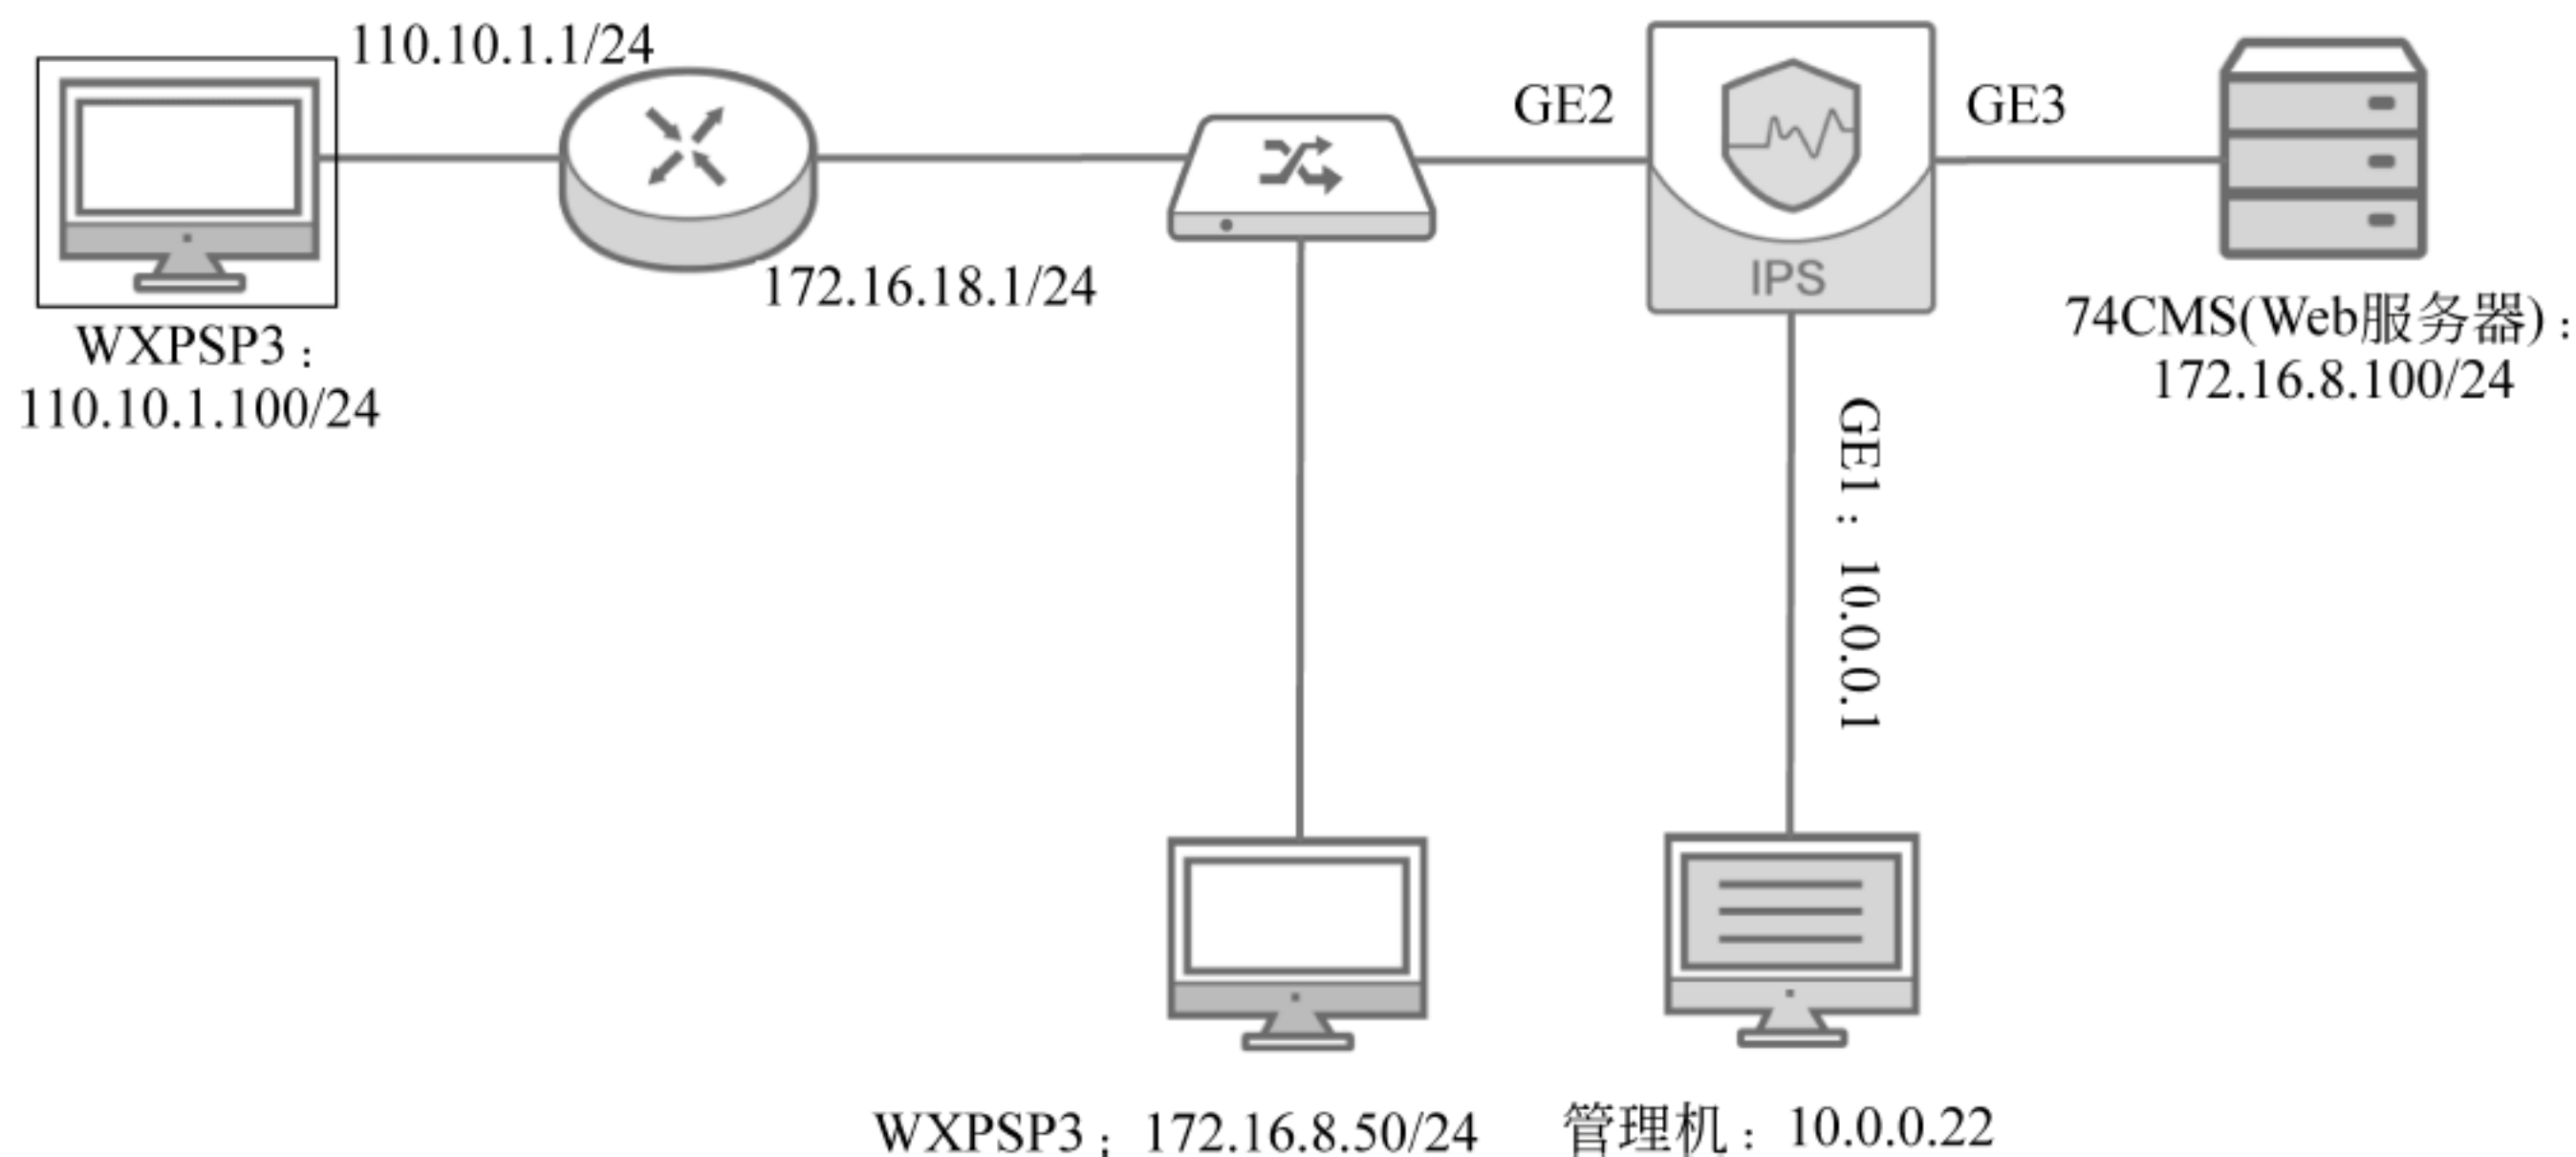 110.10.1.1/24
GE2
GE3
172.16.18.1/24
IPS
WXPSP3：
110.10.1.100/24
74CMS(Web服务器)：
172.16.8.100/24
GE1：10.0.0.1
WXPSP3：172.16.8.50/24
管理机：10.0.0.22